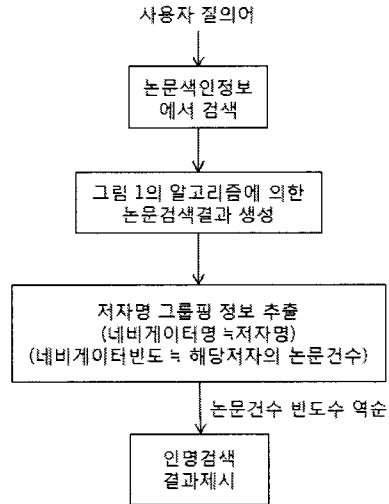 사용자 질의어
논문색인정보
에서 검색
그림 1의 알고리즘에 의한
논문검색결과 생성
저자명 그룹핑 정보 추출
(네비게이터명 ≒저자명)
(네비게이터빈도 ≒ 해당저자의 논문건수)
논문건수 빈도수 역순
인명검색
결과제시